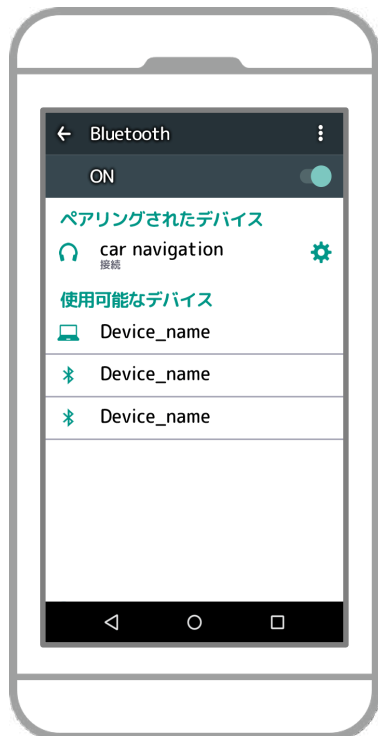 Bluetooth
ON
ペアリングされたデバイス
car navigation
接続
使用可能なデバイス
Device_name
Device_name
Device_name